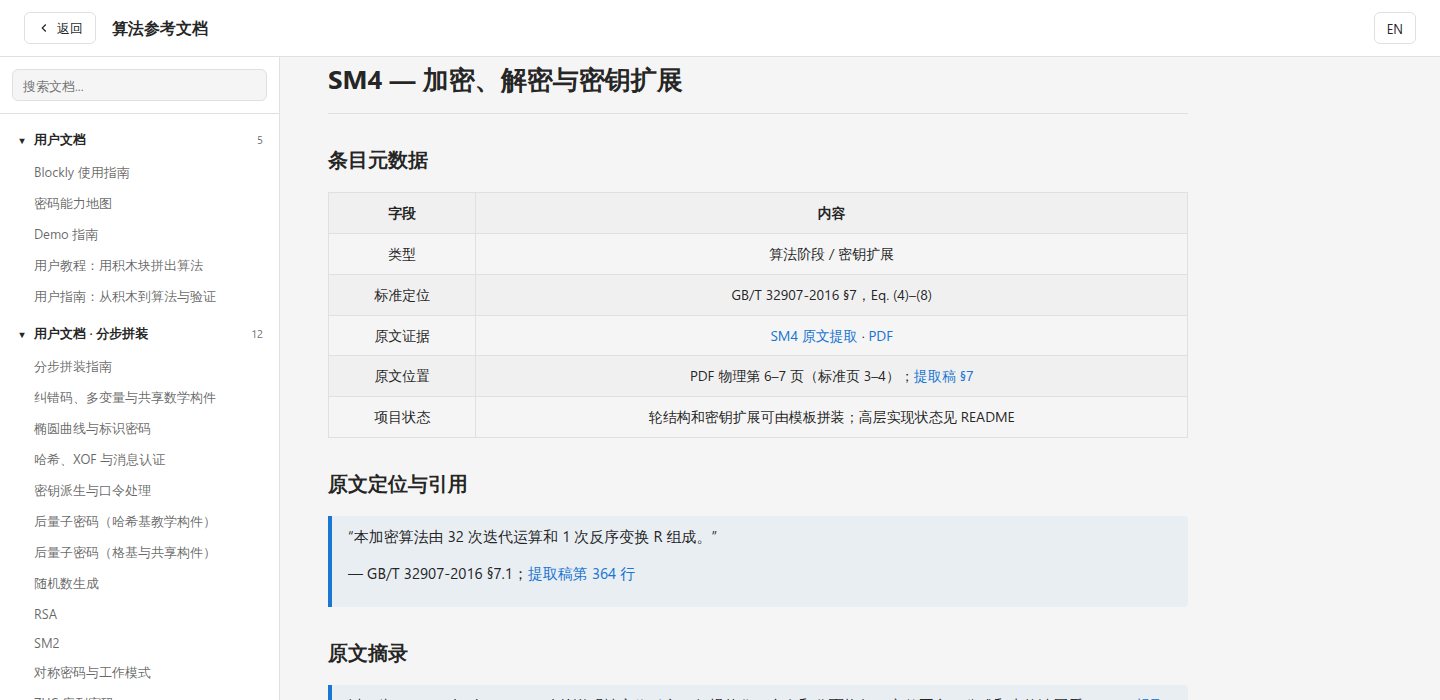 返回
算法参考文档
EN
搜索文档...
用户文档 5
Blockly 使用指南
密码能力地图
Demo 指南
用户教程：用积木块拼出算法
用户指南：从积木到算法与验证
用户文档 · 分步拼装 12
分步拼装指南
纠错码、多变量与共享数学构件
椭圆曲线与标识密码
哈希、XOF 与消息认证
密钥派生与口令处理
后量子密码（哈希基教学构件）
后量子密码（格基与共享构件）
随机数生成
RSA
SM2
对称密码与工作模式
SM4 — 加密、解密与密钥扩展
条目元数据
字段 内容
类型 算法阶段 / 密钥扩展
标准定位 GB/T 32907-2016 §7，Eq. (4)–(8)
原文证据 SM4 原文提取 · PDF
原文位置 PDF 物理第 6–7 页（标准页 3–4）；提取稿 §7
项目状态 轮结构和密钥扩展可由模板拼装；高层实现状态见 README
原文定位与引用
"本加密算法由 32 次迭代运算和 1 次反序变换 R 组成。"
— GB/T 32907-2016 §7.1；提取稿第 364 行
原文摘录